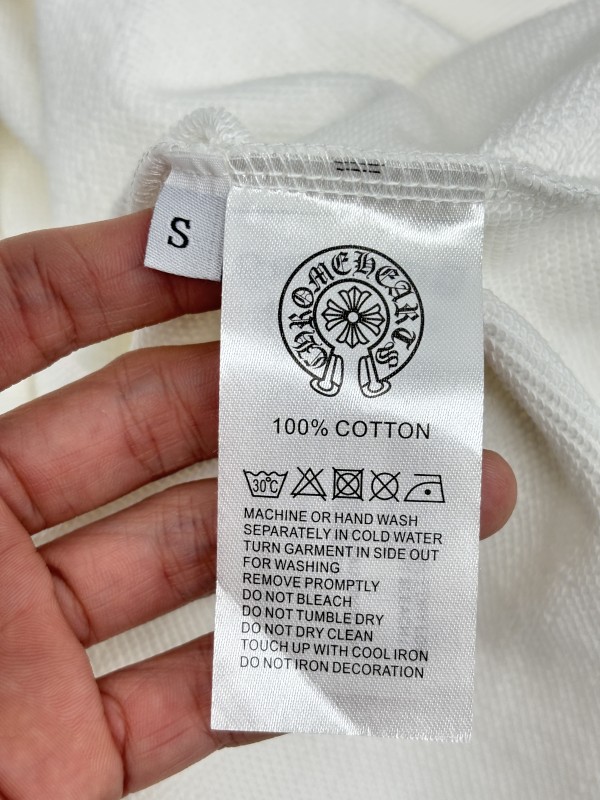 S
CHROME HEARTS
100% COTTON
30°C
MACHINE OR HAND WASH
SEPARATELY IN COLD WATER
TURN GARMENT IN SIDE OUT
FOR WASHING
REMOVE PROMPTLY
DO NOT BLEACH
DO NOT TUMBLE DRY
DO NOT DRY CLEAN
TOUCH UP WITH COOL IRON
DO NOT IRON DECORATION